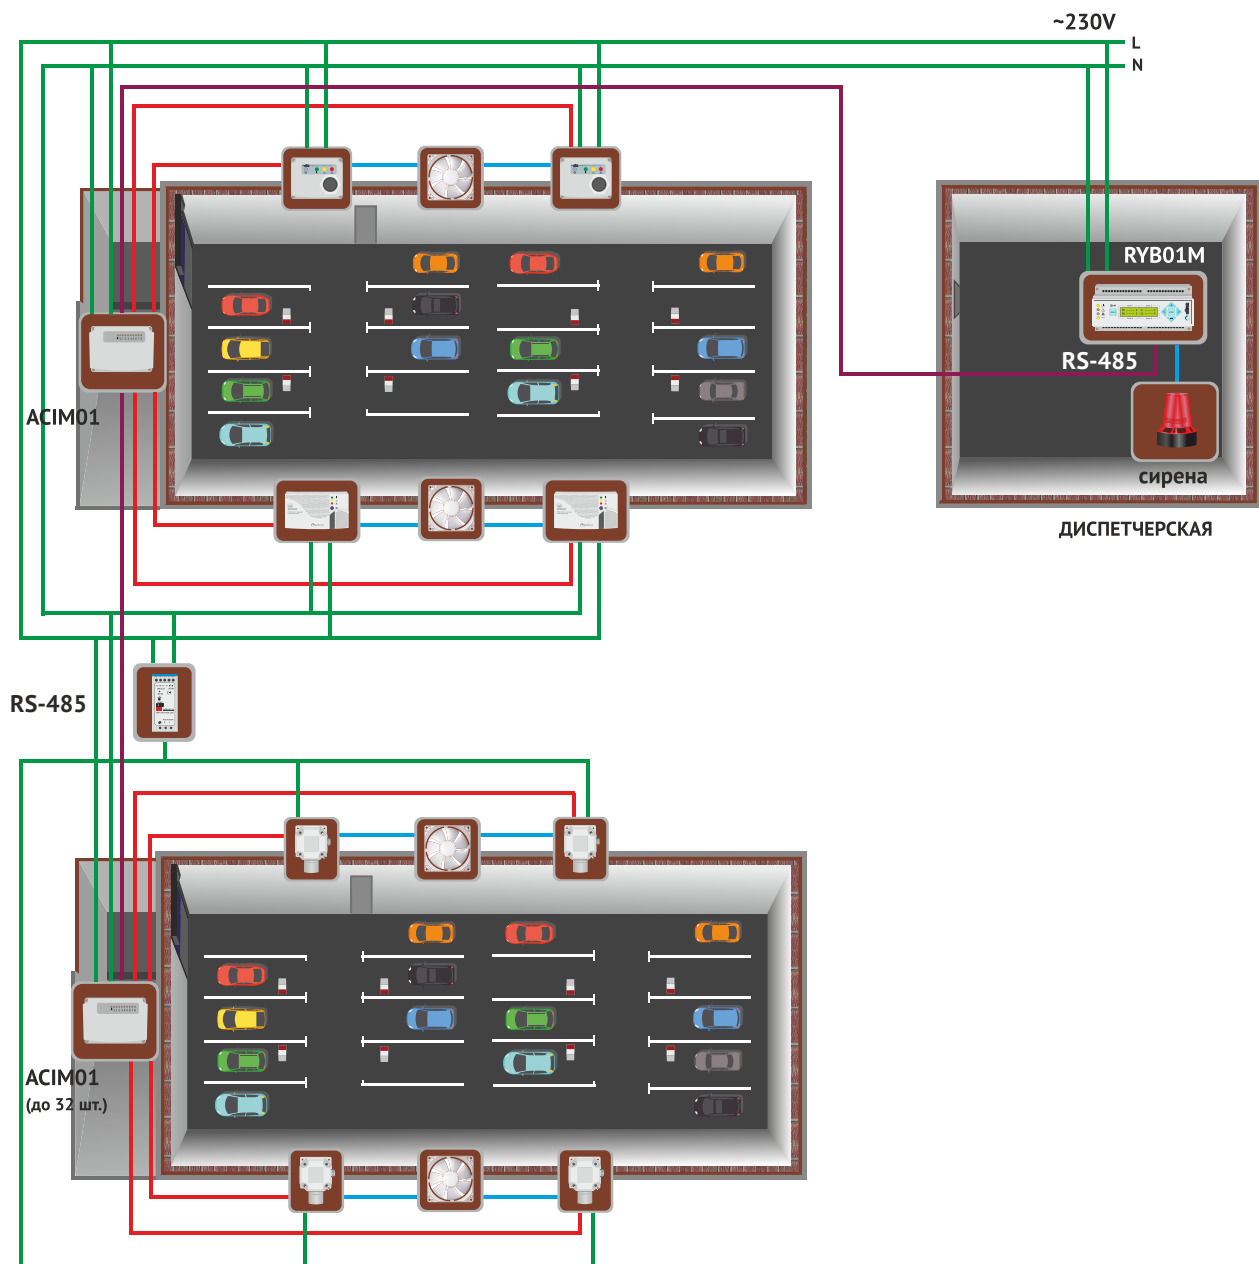 ~230V
L
N
RYB01M
RS-485
ACIM01
сирена
ДИСПЕТЧЕРСКАЯ
RS-485
ACIM01
(до 32 шт.)